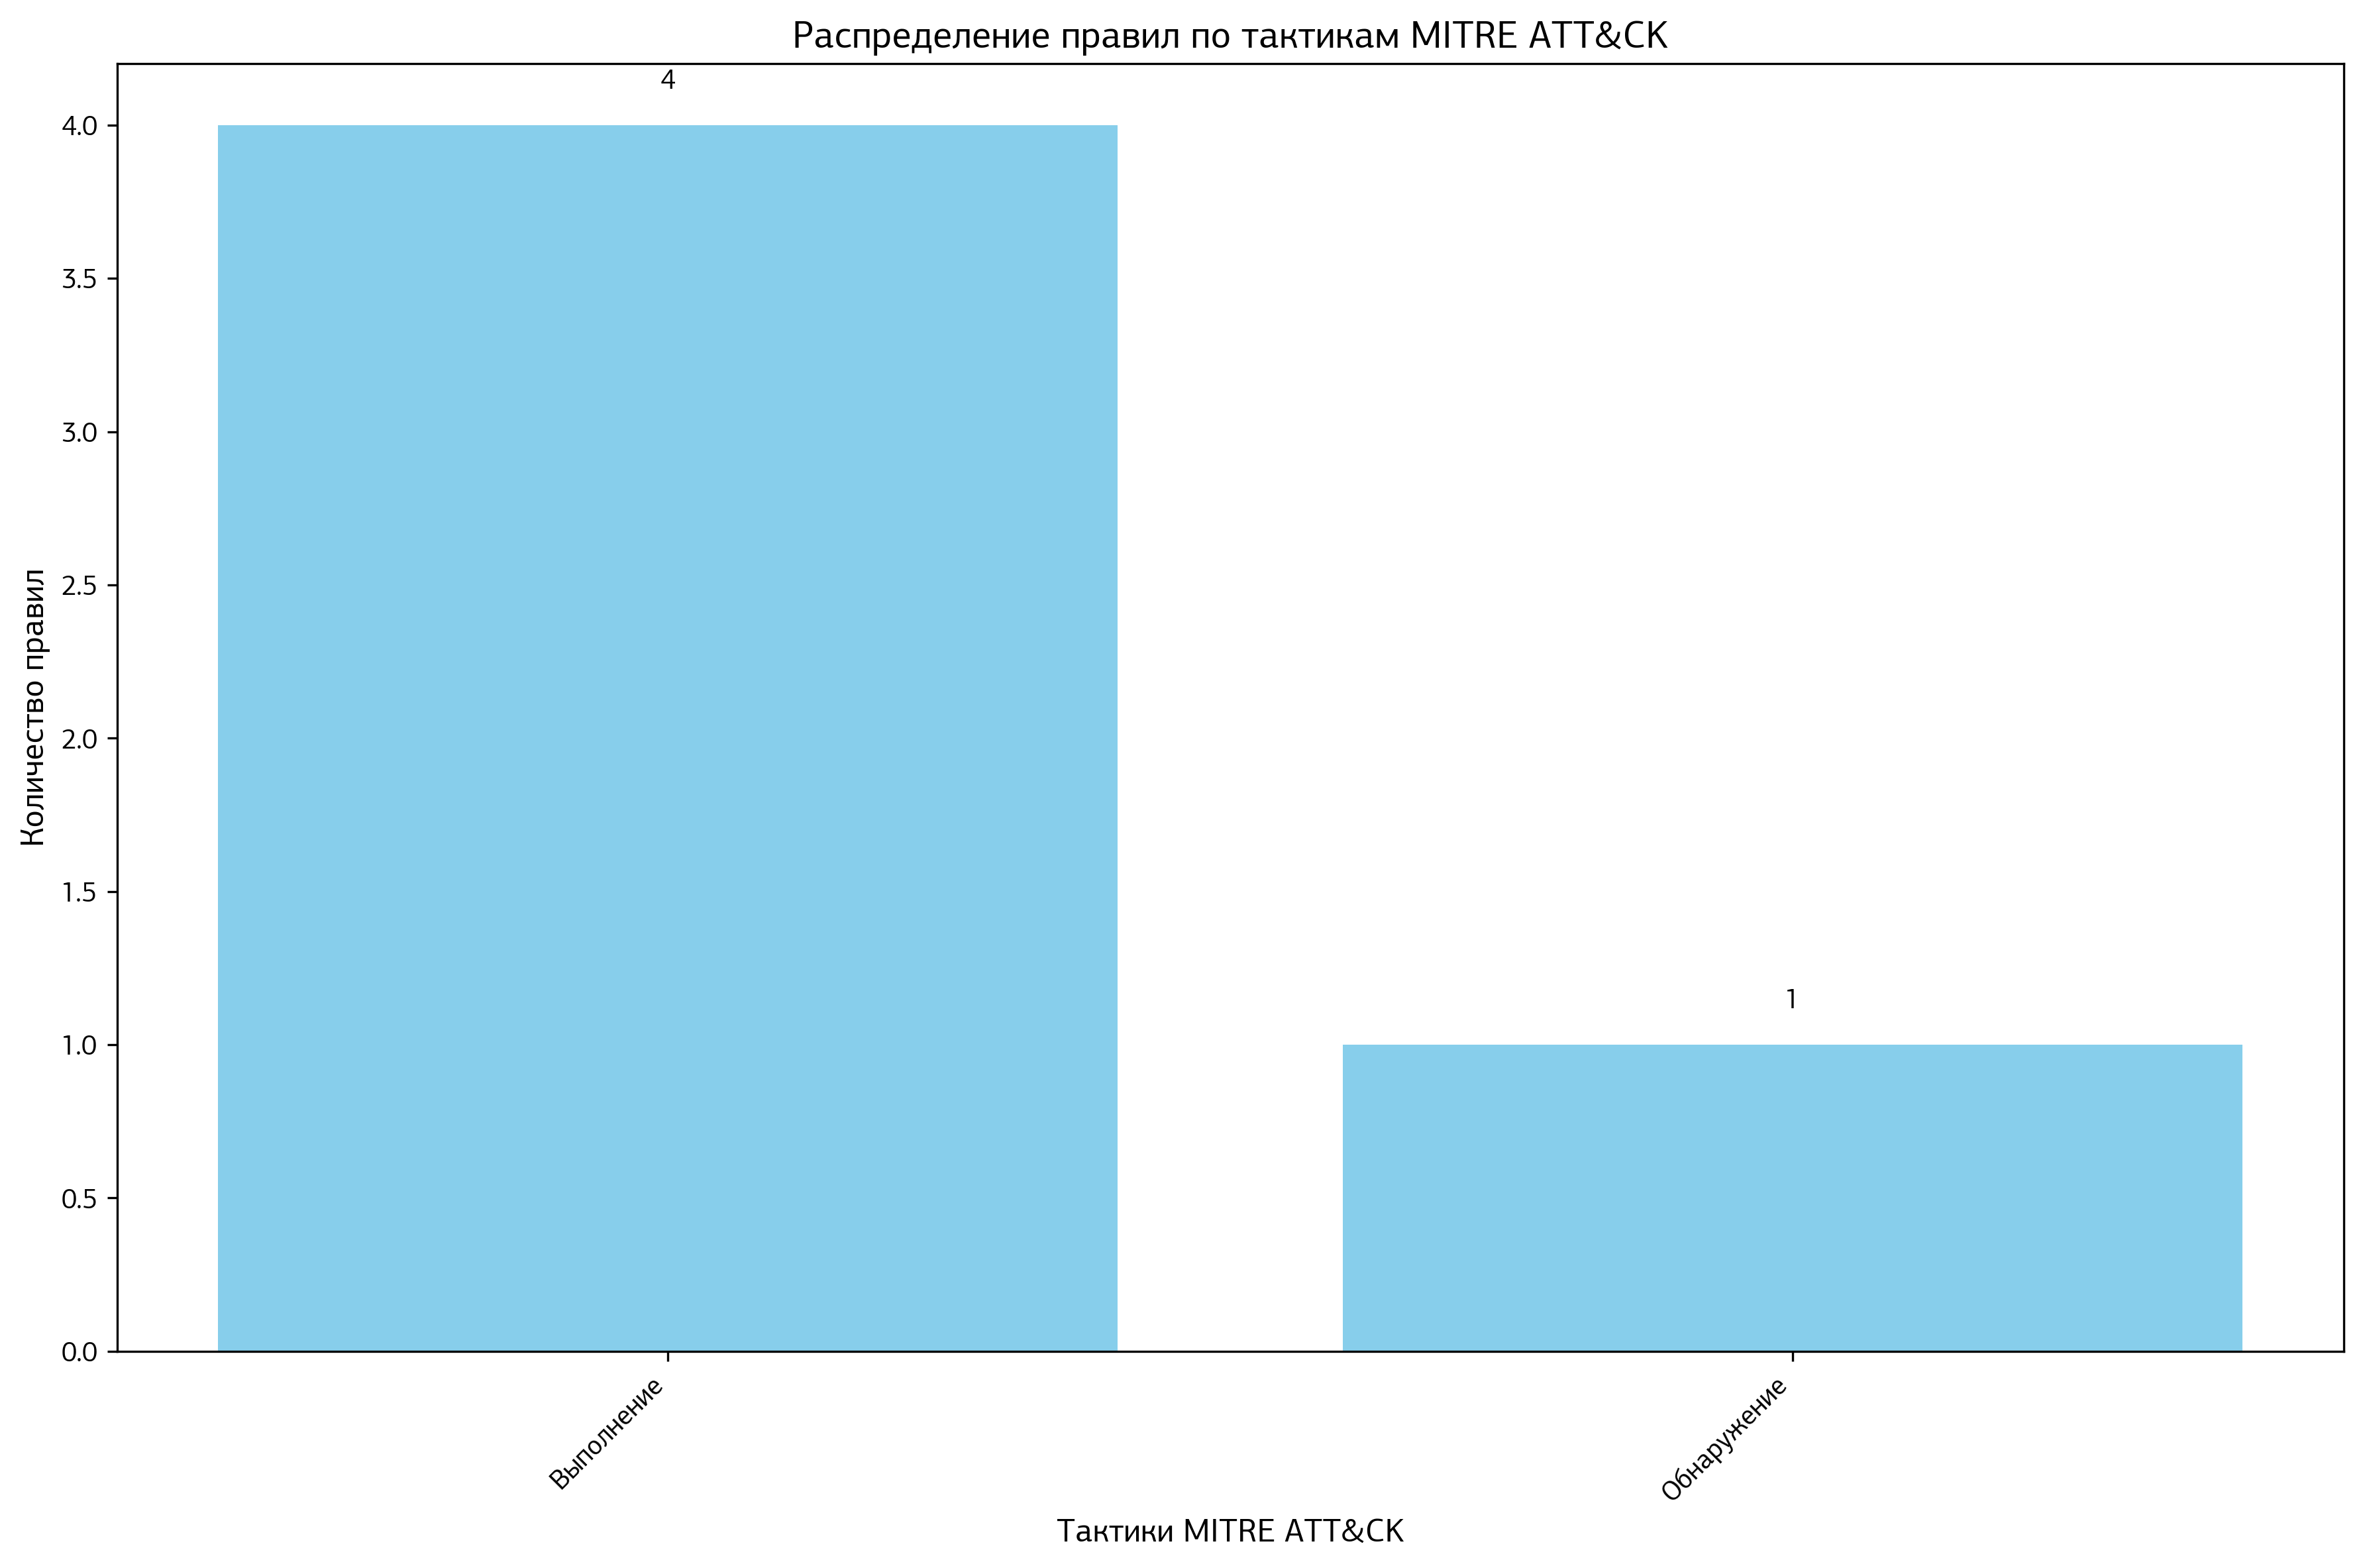 Распределение правил по тактикам MITRE ATT&CK
4
4.0
3.5
3.0
2.5
2.0
1.5
1
1.0
0.5
0.0
Количество правил
Выполнение
Обнаружение
Тактики MITRE ATT&CK